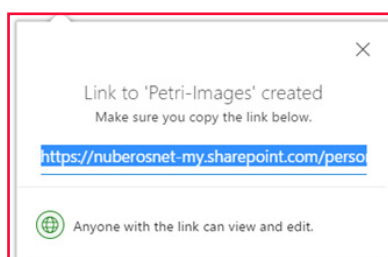 Link to 'Petri-Images' created
Make sure you copy the link below.
https://nuberosnet-my.sharepoint.com/perso
Anyone with the link can view and edit.